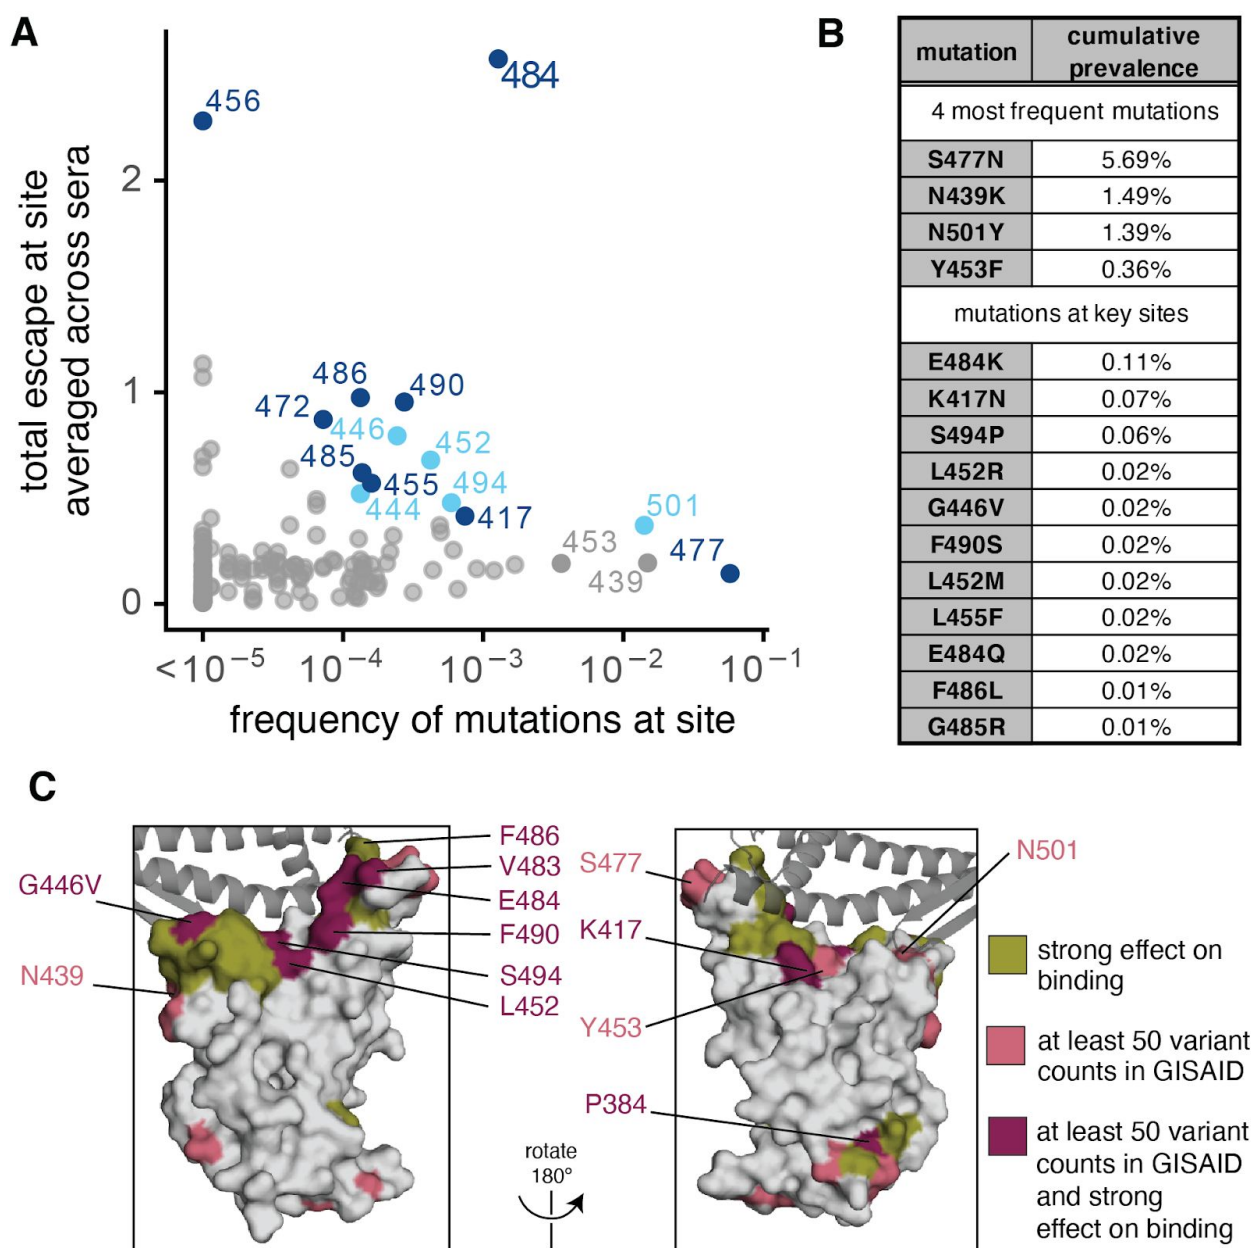 A
total escape at site
averaged across sera
2
1
0
456
484
486
490
472
446
452
485
455
494
444
417
501
453
477
439
<10⁻⁵
10⁻⁴
10⁻³
10⁻²
10⁻¹
frequency of mutations at site
B
mutation
cumulative
prevalence
4 most frequent mutations
S477N 5.69%
N439K 1.49%
N501Y 1.39%
Y453F 0.36%
mutations at key sites
E484K 0.11%
K417N 0.07%
S494P 0.06%
L452R 0.02%
G446V 0.02%
F490S 0.02%
L452M 0.02%
L455F 0.02%
E484Q 0.02%
F486L 0.01%
G485R 0.01%
C
G446V
N439
F486
V483
E484
F490
S494
L452
S477
K417
Y453
P384
N501
rotate
180°
strong effect on
binding
at least 50 variant
counts in GISAID
at least 50 variant
counts in GISAID
and strong
effect on binding